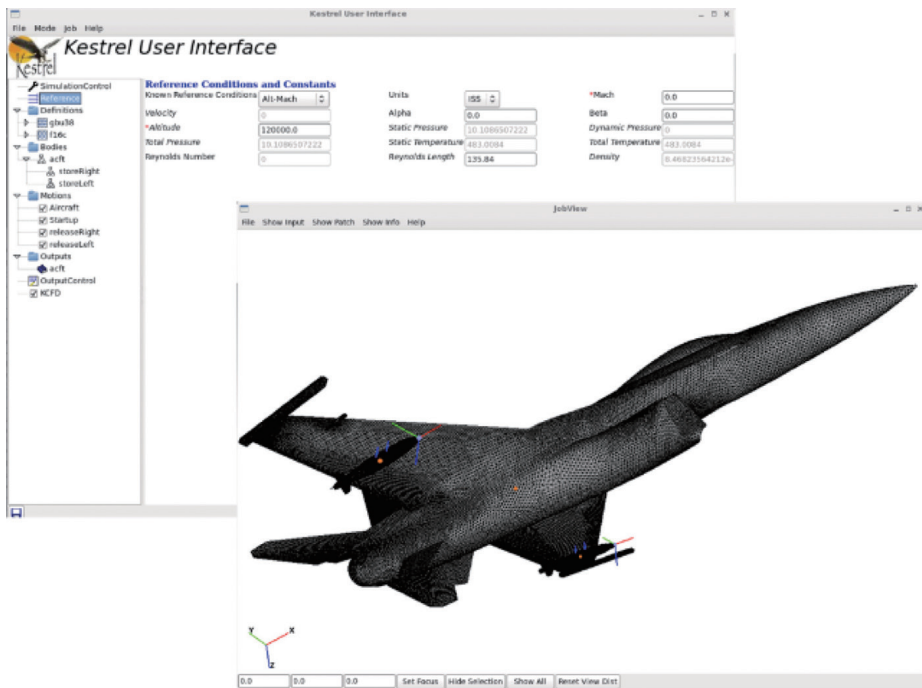 Kestrel User Interface
File Mode Job Help
Kestrel
Kestrel User Interface
SimulationControl
Reference
Definitions
gbu38
f16c
Bodies
acft
storeRight
storeLeft
Motions
Aircraft
Startup
releaseRight
releaseLeft
Outputs
acft
OutputControl
KCFD
Reference Conditions and Constants
Known Reference Conditions Alt-Mach Units ISS *Mach 0.0
Velocity 0 Alpha 0.0 Beta 0.0
*Altitude 120000.0 Static Pressure 10.1086507222 Dynamic Pressure 0
Total Pressure 10.1086507222 Static Temperature 483.0084 Total Temperature 483.0084
Reynolds Number 0 Reynolds Length 135.84 Density
JobView
File Show Input Show Patch Show Info Help
Y X
Z
0.0 0.0 0.0 Set Focus Hide Selection Show All Reset View Dist